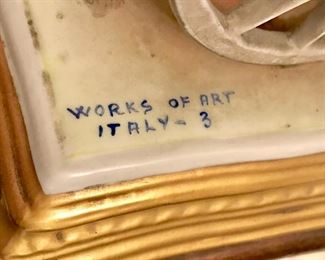 WORKS OF ART
ITALY - 3